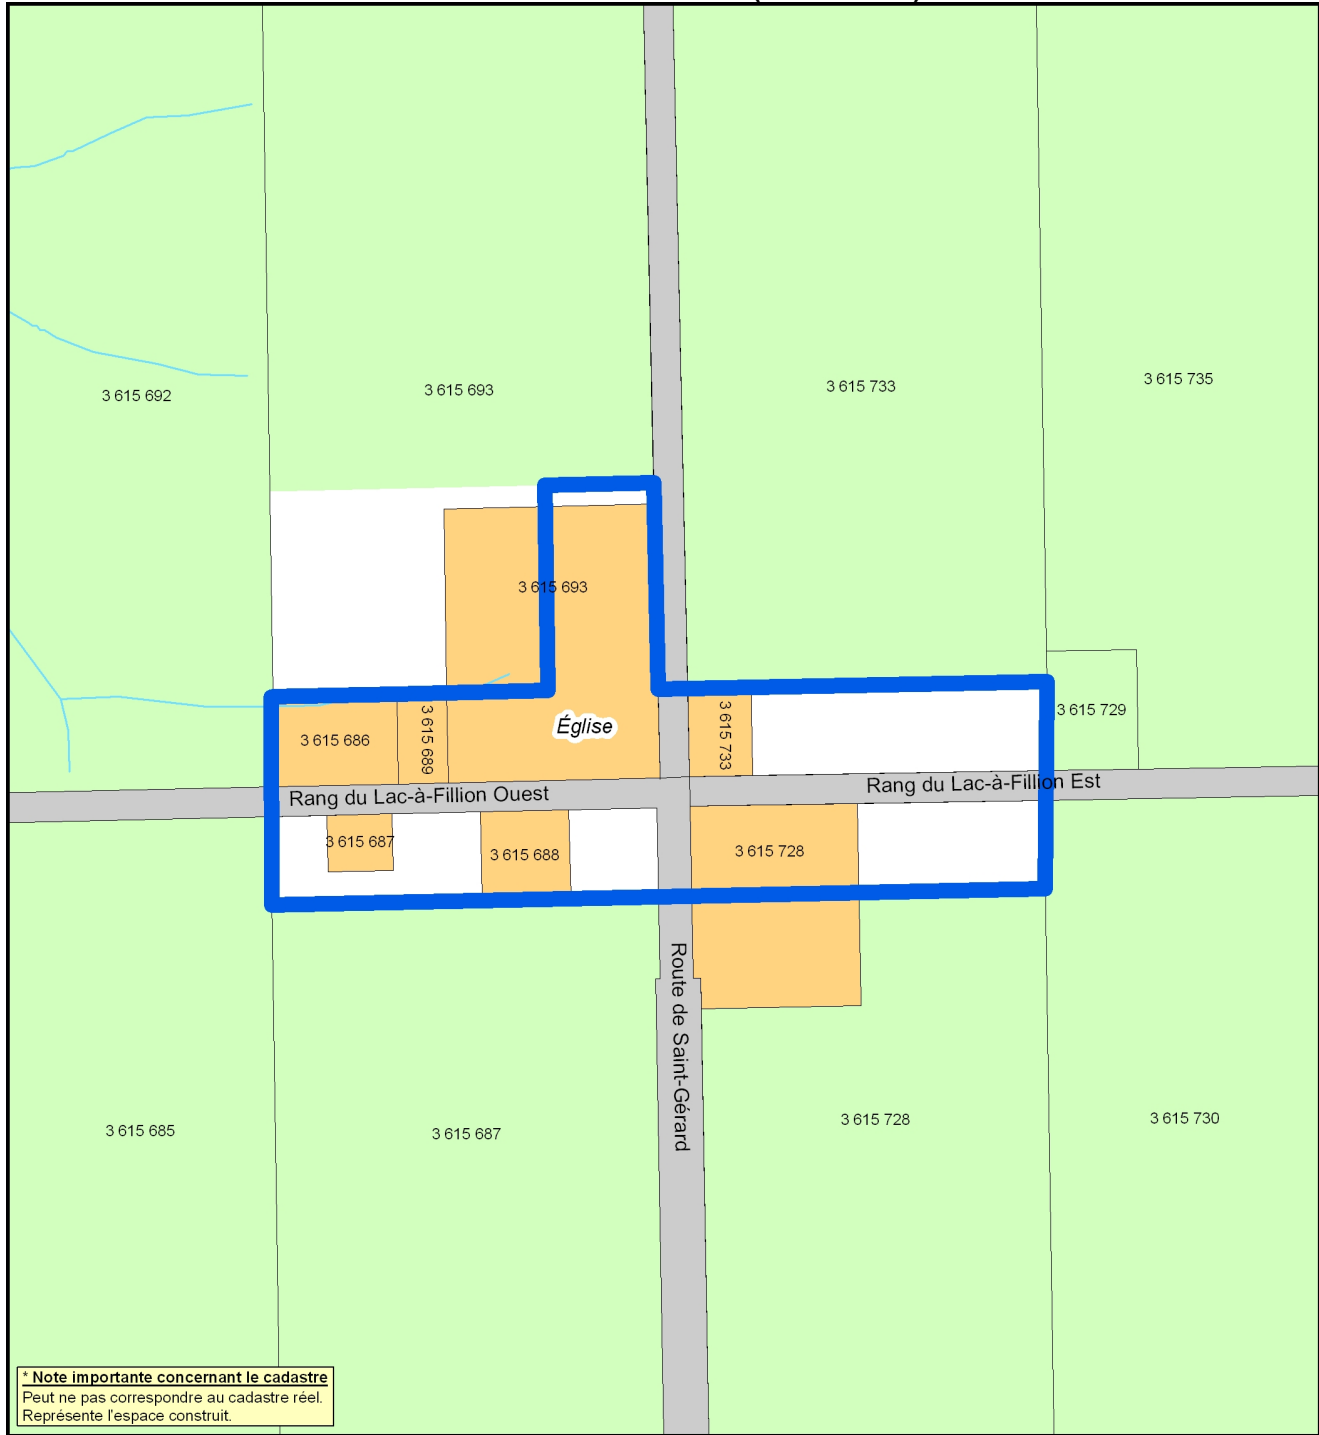 3 615 692
3 615 693
3 615 733
3 615 735
3 615 693
3 615 729
3 615 686
3 615 689
Église
3 615 733
Rang du Lac-à-Fillion Ouest
Rang du Lac-à-Fillion Est
3 615 687
3 615 688
3 615 728
Route de Saint-Gérard
3 615 685
3 615 687
3 615 728
3 615 730
* Note importante concernant le cadastre
Peut ne pas correspondre au cadastre réel.
Représente l'espace construit.